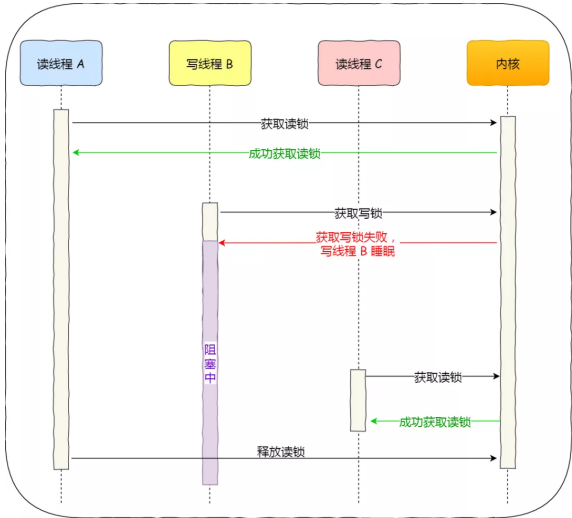 读线程 A
写线程 B
读线程 C
内核
获取读锁
成功获取读锁
获取写锁
获取写锁失败，
写线程 B 睡眠
阻
塞
中
获取读锁
成功获取读锁
释放读锁